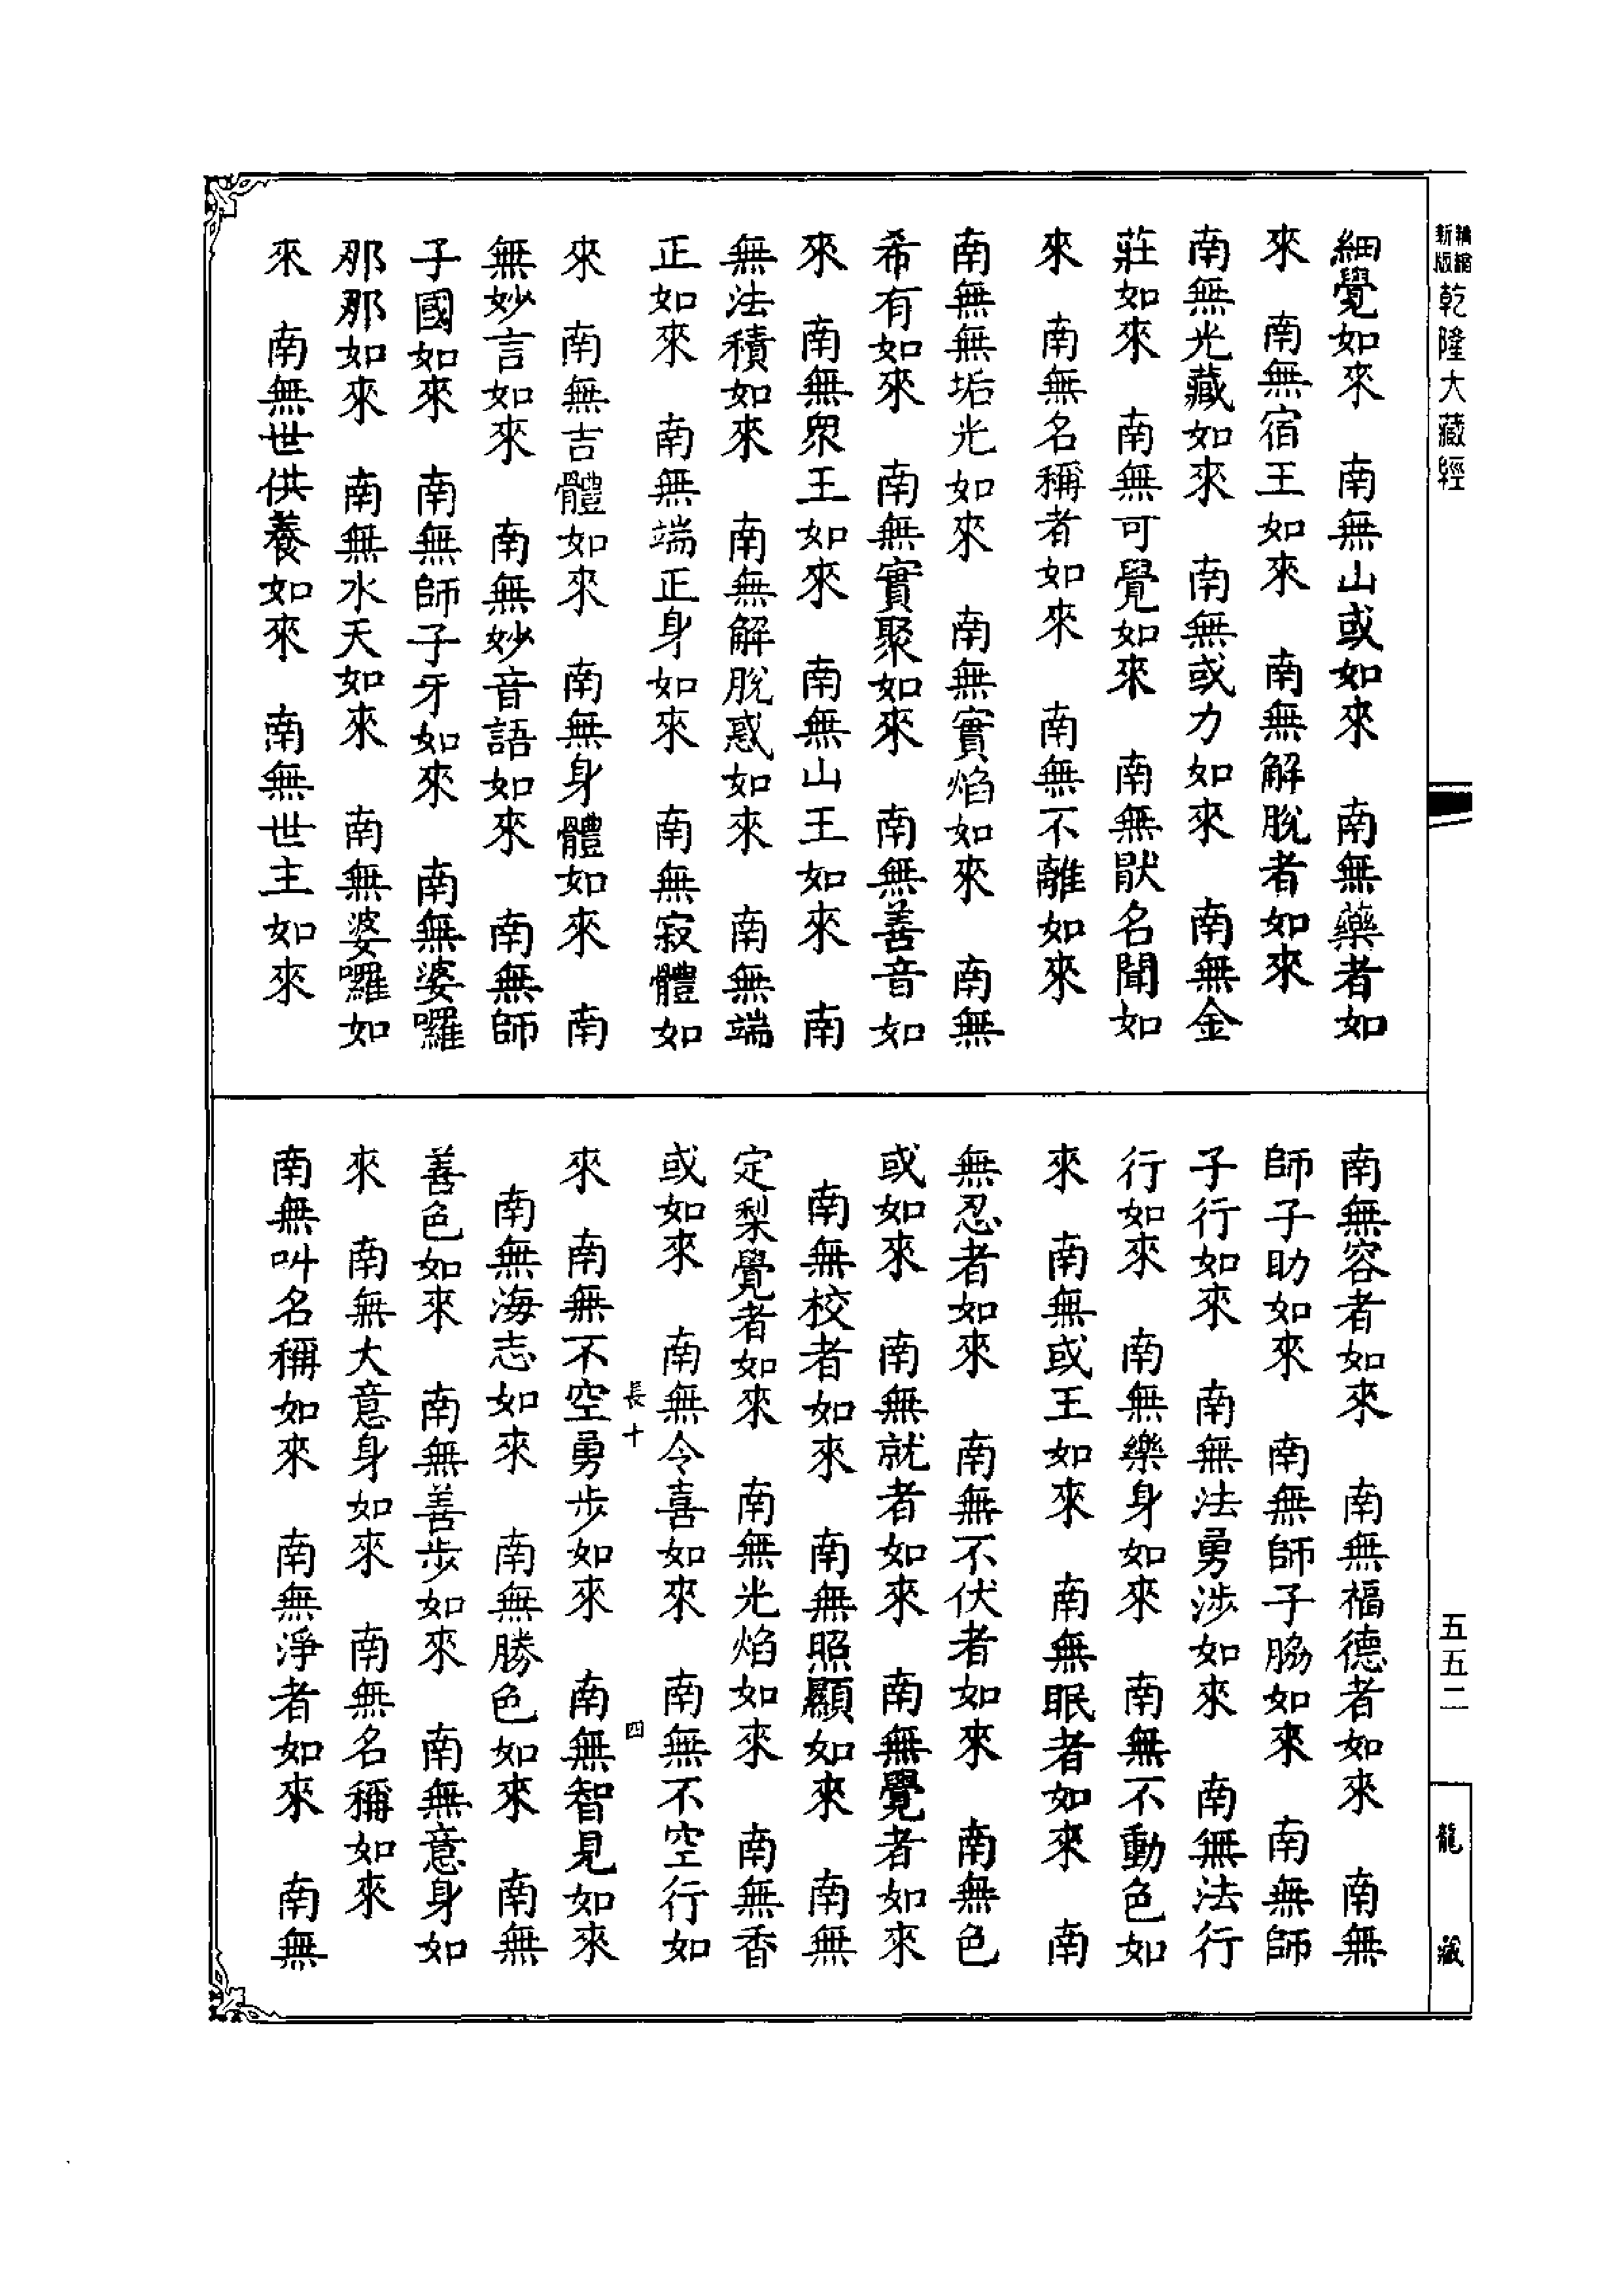 新編縮版乾隆大藏經
細覺如來　南無山或如來　南無藥者如
來　南無宿王如來　南無解脫者如來
南無光藏如來　南無或力如來　南無金
莊如來　南無可覺如來　南無猒名聞如
來　南無名稱者如來　南無不離如來
南無無垢光如來　南無實焰如來　南無
希有如來　南無實聚如來　南無善音如
來　南無眾王如來　南無山王如來　南
無法積如來　南無解脫惑如來　南無端
正如來　南無端正身如來　南無寂體如
來　南無吉體如來　南無身體如來　南
無妙言如來　南無妙音語如來　南無師
子國如來　南無師子牙如來　南無婆囉
那那如來　南無水天如來　南無婆囉如
來　南無世供養如來　南無世主如來
南無容者如來　南無福德者如來　南無
師子助如來　南無師子脇如來　南無師
子行如來　南無法勇涉如來　南無法行
行如來　南無樂身如來　南無不動色如
來　南無或王如來　南無眠者如來　南
無忍者如來　南無不伏者如來　南無色
或如來　南無就者如來　南無覺者如來
南無校者如來　南無照顯如來　南無
定梨覺者如來　南無光焰如來　南無香
或如來　南無令喜如來　南無不空行如
長十　四
來　南無不空勇步如來　南無智見如來
南無海志如來　南無勝色如來　南無
善色如來　南無善步如來　南無意身如
來　南無大意身如來　南無名稱如來
南無叫名稱如來　南無淨者如來　南無
五五二
龍藏